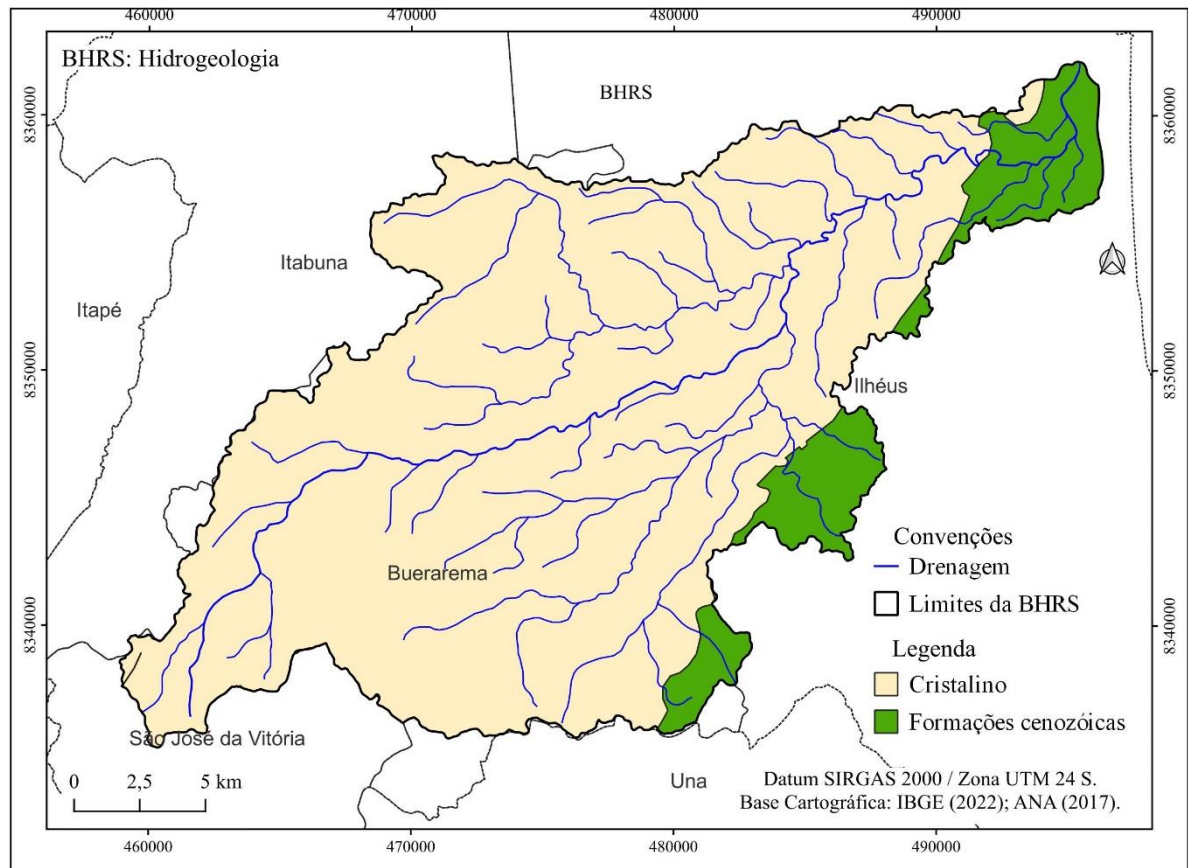 460000
470000
480000
490000
BHRS: Hidrogeologia
BHRS
8360000
8360000
Itabuna
Itapé
8350000
8350000
Ilhéus
Convenções
Drenagem
Buerarema
Limites da BHRS
8340000
8340000
Legenda
Cristalino
Formações cenozóicas
São José da Vitória
0 2,5 5 km
Una
Datum SIRGAS 2000 / Zona UTM 24 S.
Base Cartográfica: IBGE (2022); ANA (2017).
460000
470000
480000
490000